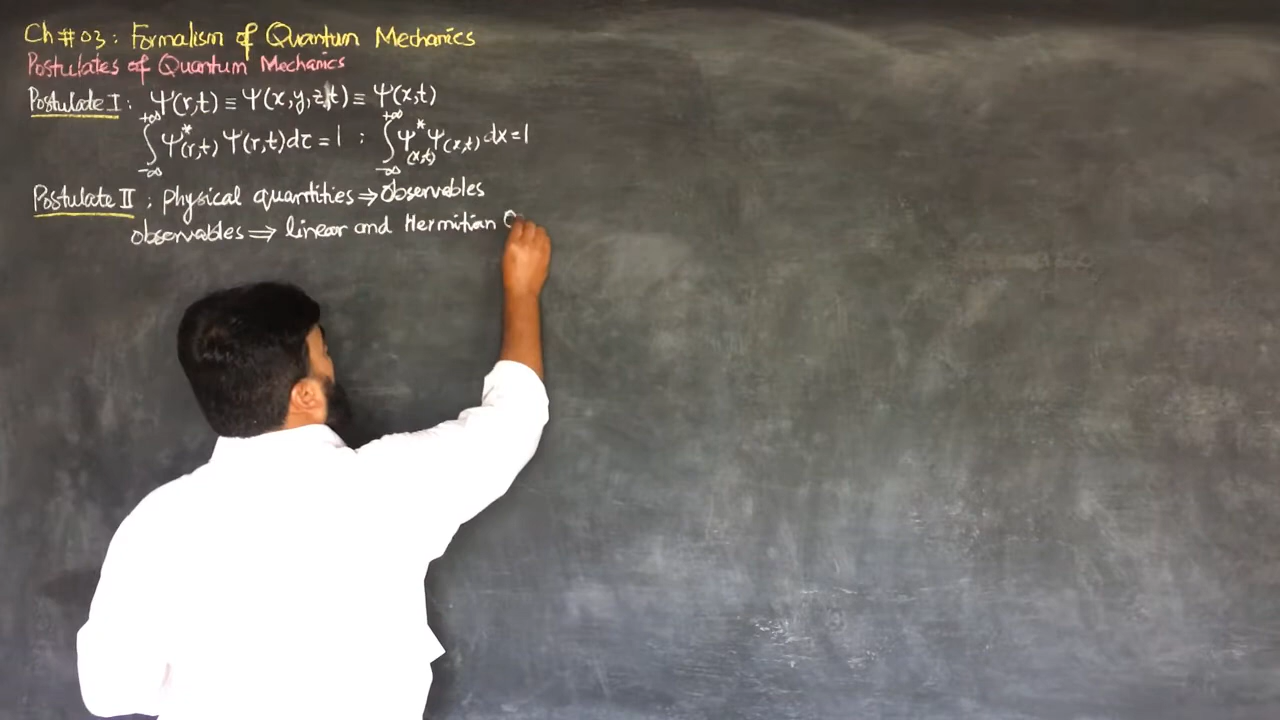 Ch # 03: Formalism of Quantum Mechanics
Postulates of Quantum Mechanics
Postulade I: Ψ(r,t) ≡ Ψ(x,y,z,t) ≡ Ψ(x,t)
∫_{-∞}^{+∞} Ψ*(r,t) Ψ(r,t) dτ = 1 ; ∫_{-∞}^{+∞} Ψ*(x,t) Ψ(x,t) dx = 1
Postulate II: Physical quantities ⇒ Observables
Observables ⇒ linear and Hermitian